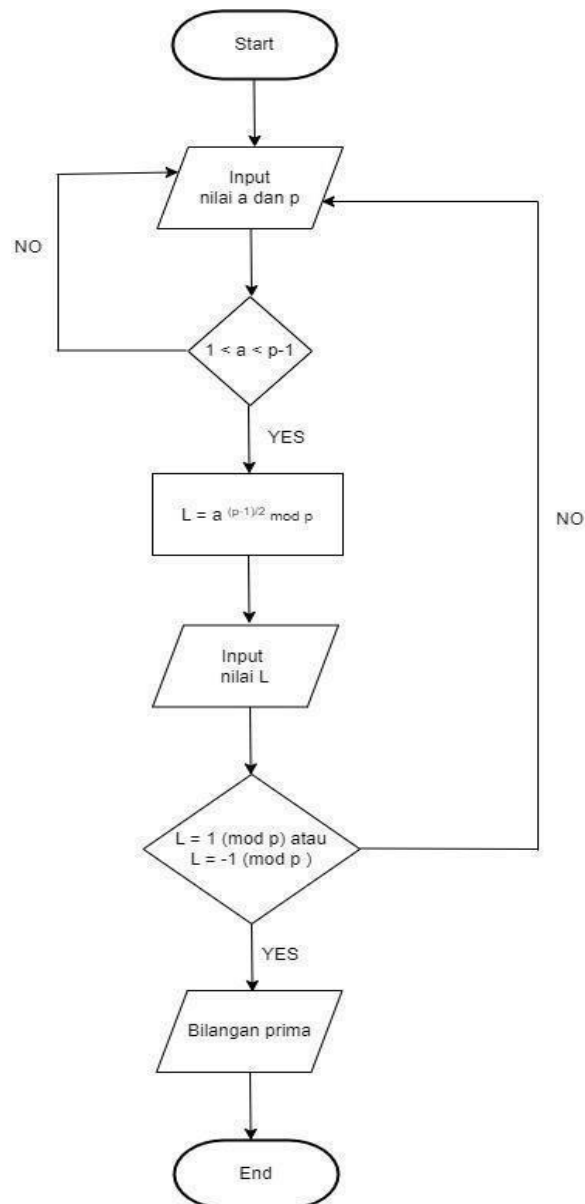 Start
Input
nilai a dan p
NO
1 < a < p-1
YES
L = a (p-1)/2 mod p
NO
Input
nilai L
L = 1 (mod p) atau
L = -1 (mod p )
YES
Bilangan prima
End